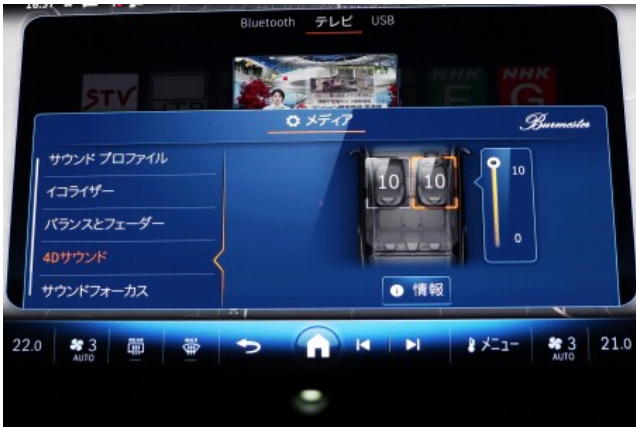 Bluetooth テレビ USB
STV
NHK
E
NHK
G
メディア
Burmester
サウンド プロファイル
イコライザー
バランスとフェーダー
4Dサウンド
サウンドフォーカス
10
10
10
0
情報
22.0
3
AUTO
REAR
MAX
メニュー
3
AUTO
21.0